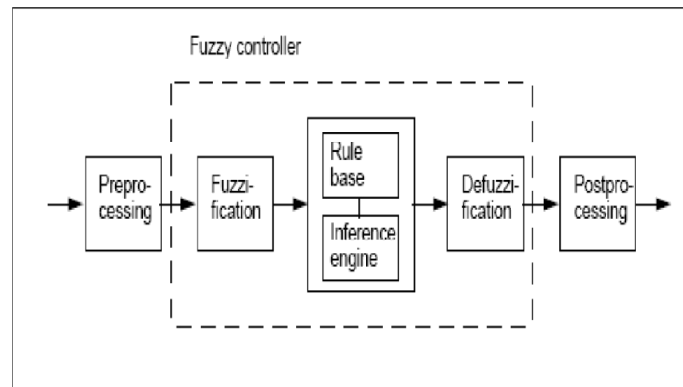 Fuzzy controller
Prepro-
cessing
Fuzzi-
fication
Rule
base
Inference
engine
Defuzzi-
fication
Postpro-
cessing